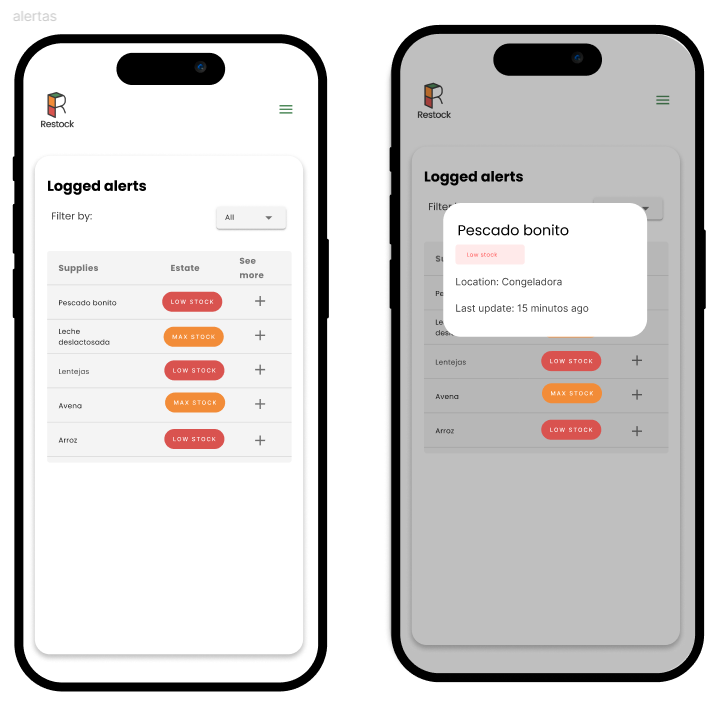 alertas
Restock
Logged alerts
Filter by:
All
Supplies
Estate
See
more
Pescado bonito
LOW STOCK
Leche
deslactosada
MAX STOCK
Lentejas
LOW STOCK
Avena
MAX STOCK
Arroz
LOW STOCK
Restock
Logged alerts
Filte
Pescado bonito
Low stock
Location: Congeladora
Last update: 15 minutos ago
Su
Pe
Le
des
Lentejas
LOW STOCK
Avena
MAX STOCK
Arroz
LOW STOCK